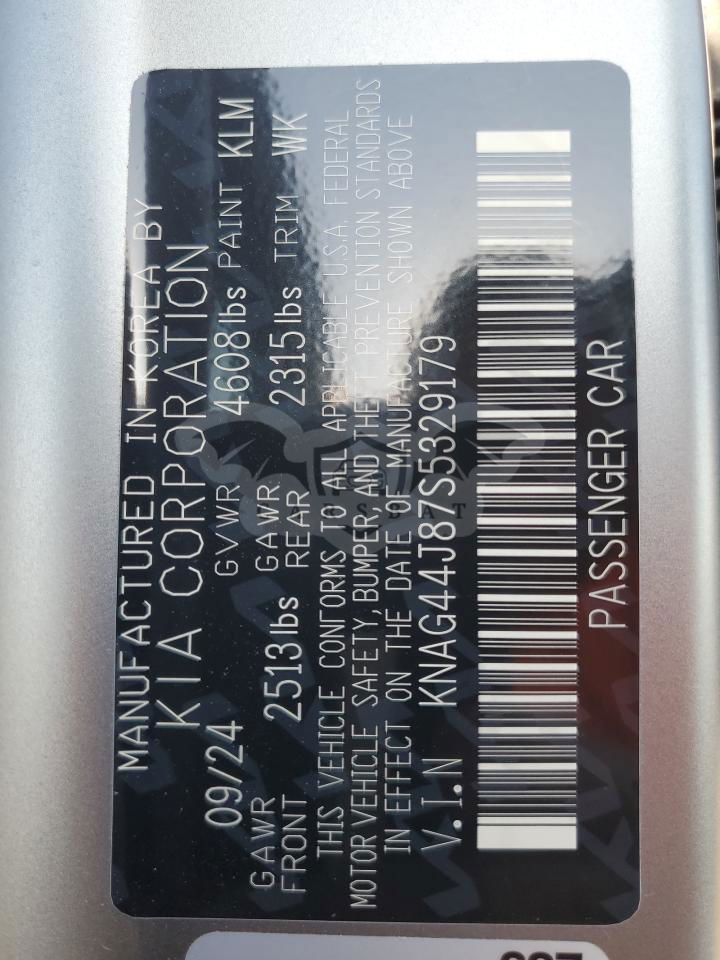 MANUFACTURED IN KOREA BY
KIA CORPORATION
09/24 GVWR 4608lbs PAINT KLM
GAWR FRONT 2513lbs GAWR REAR 2315lbs TRIM WK
THIS VEHICLE CONFORMS TO ALL APPLICABLE U.S.A. FEDERAL
MOTOR VEHICLE SAFETY, BUMPER, AND THEFT PREVENTION STANDARDS
IN EFFECT ON THE DATE OF MANUFACTURE SHOWN ABOVE
V.I.N KNAG44J87S5329179
PASSENGER CAR